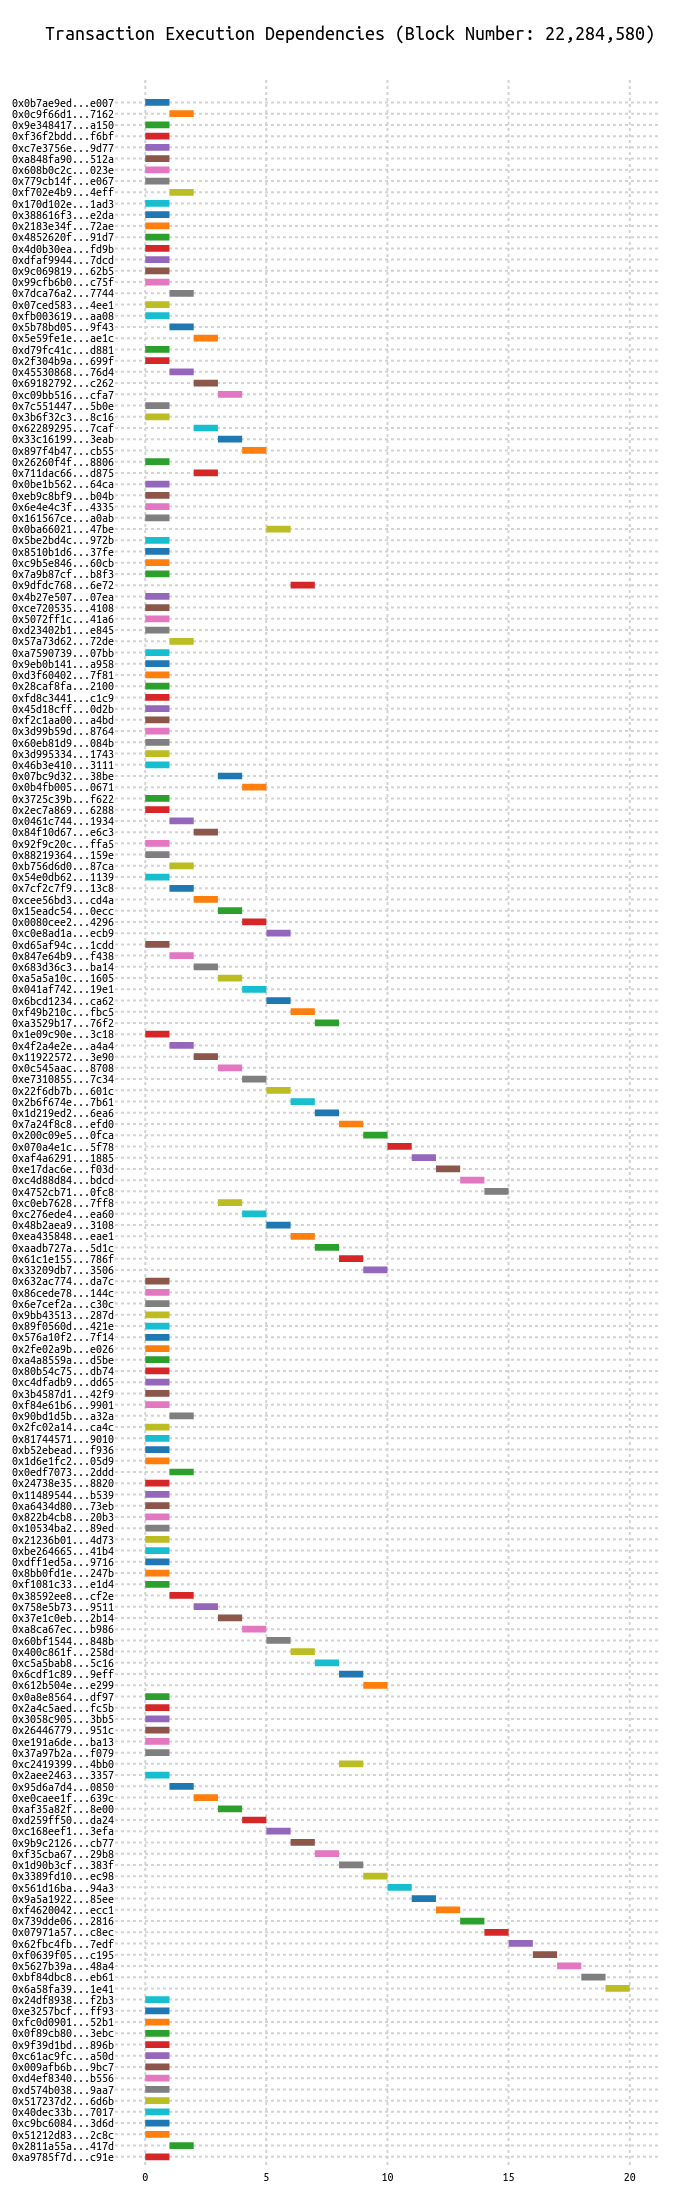 Transaction Execution Dependencies (Block Number: 22,284,580)
0x0b7ae9ed...e007
0x0c9f66d1...7162
0x9e348417...a150
0xf36f2bdd...f6bf
0xc7e3756e...9d77
0xa848fa90...512a
0x608b0c2c...023e
0x779cb14f...e067
0xf702e4b9...4eff
0x170d102e...1ad3
0x388616f3...e2da
0x2183e34f...72ae
0x4852620f...91d7
0x4d0b30ea...fd9b
0xdfaf9944...7dcd
0x9c069819...62b5
0x99cfb6b0...c75f
0x7dca76a2...7744
0x07ced583...4ee1
0xfb003619...aa08
0x5b78bd05...9f43
0x5e59fe1e...ae1c
0xd79fc41c...d881
0x2f304b9a...699f
0x45530868...76d4
0x69182792...c262
0xc09bb516...cfa7
0x7c551447...5b0e
0x3b6f32c3...8c16
0x62289295...7caf
0x33c16199...3eab
0x897f4b47...cb55
0x26260f4f...8806
0x711dac66...d875
0x0be1b562...64ca
0xeb9c8bf9...b04b
0x6e4e4c3f...4335
0x161567ce...a0ab
0x0ba66021...47be
0x5be2bd4c...972b
0x8510b1d6...37fe
0xc9b5e846...60cb
0x7a9b87cf...b8f3
0x9dfdc768...6e72
0x4b27e507...07ea
0xce720535...4108
0x5072ff1c...41a6
0xd23402b1...e845
0x57a73d62...72de
0xa7590739...07bb
0x9eb0b141...a958
0xd3f60402...7f81
0x28caf8fa...2100
0xfd8c3441...c1c9
0x45d18cff...0d2b
0xf2c1aa00...a4bd
0x3d99b59d...8764
0x60eb81d9...084b
0x3d995334...1743
0x46b3e410...3111
0x07bc9d32...38be
0x0b4fb005...0671
0x3725c39b...f622
0x2ec7a869...6288
0x0461c744...1934
0x84f10d67...e6c3
0x92f9c20c...ffa5
0x88219364...159e
0xb756d6d0...87ca
0x54e0db62...1139
0x7cf2c7f9...13c8
0xcee56bd3...cd4a
0x15eadc54...0ecc
0x0080cee2...4296
0xc0e8ad1a...ecb9
0xd65af94c...1cdd
0x847e64b9...f438
0x683d36c3...ba14
0xa5a5a10c...1605
0x041af742...19e1
0x6bcd1234...ca62
0xf49b210c...fbc5
0xa3529b17...76f2
0x1e09c90e...3c18
0x4f2a4e2e...a4a4
0x11922572...3e90
0x0c545aac...8708
0xe7310855...7c34
0x22f6db7b...601c
0x2b6f674e...7b61
0x1d219ed2...6ea6
0x7a24f8c8...efd0
0x200c09e5...0fca
0x070a4e1c...5f78
0xaf4a6291...1885
0xe17dac6e...f03d
0xc4d88d84...bdcd
0x4752cb71...0fc8
0xc0eb7628...7ff8
0xc276ede4...ea60
0x48b2aea9...3108
0xea435848...eae1
0xaadb727a...5d1c
0x61c1e155...786f
0x33209db7...3506
0x632ac774...da7c
0x86cede78...144c
0x6e7cef2a...c30c
0x9bb43513...287d
0x89f0560d...421e
0x576a10f2...7f14
0x2fe02a9b...e026
0xa4a8559a...d5be
0x80b54c75...db74
0xc4dfadb9...dd65
0x3b4587d1...42f9
0xf84e61b6...9901
0x90bd1d5b...a32a
0x2fc02a14...ca4c
0x81744571...9010
0xb52ebead...f936
0x1d6e1fc2...05d9
0x0edf7073...2ddd
0x24738e35...8820
0x11489544...b539
0xa6434d80...73eb
0x822b4cb8...20b3
0x10534ba2...89ed
0x21236b01...4d73
0xbe264665...41b4
0xdff1ed5a...9716
0x8bb0fd1e...247b
0xf1081c33...e1d4
0x38592ee8...cf2e
0x758e5b73...9511
0x37e1c0eb...2b14
0xa8ca67ec...b986
0x60bf1544...848b
0x400c861f...258d
0xc5a5bab8...5c16
0x6cdf1c89...9eff
0x612b504e...e299
0x0a8e8564...df97
0x2a4c5aed...fc5b
0x3058c905...3bb5
0x26446779...951c
0xe191a6de...ba13
0x37a97b2a...f079
0xc2419399...4bb0
0x2aee2463...3357
0x95d6a7d4...0850
0xe0caee1f...639c
0xaf35a82f...8e00
0xd259ff50...da24
0xc168eef1...3efa
0x9b9c2126...cb77
0xf35cba67...29b8
0x1d90b3cf...383f
0x3389fd10...ec98
0x561d16ba...94a3
0x9a5a1922...85ee
0xf4620042...ecc1
0x739dde06...2816
0x07971a57...c8ec
0x62fbc4fb...7edf
0xf0639f05...c195
0x5627b39a...48a4
0xbf84dbc8...eb61
0x6a58fa39...1e41
0x24df8938...f2b3
0xe3257bcf...ff93
0xfc0d0901...52b1
0x0f89cb80...3ebc
0x9f39d1bd...896b
0xc61ac9fc...a50d
0x009afb6b...9bc7
0xd4ef8340...b556
0xd574b038...9aa7
0x517237d2...6d6b
0x40dec33b...7017
0xc9bc6084...3d6d
0x51212d83...2c8c
0x2811a55a...417d
0xa9785f7d...c91e
0 5 10 15 20